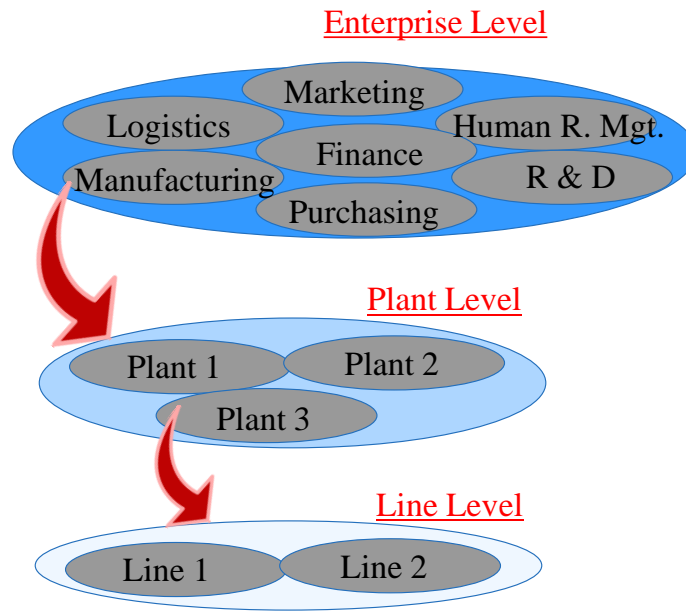 Enterprise Level
Marketing
Logistics
Human R. Mgt.
Finance
Manufacturing
R & D
Purchasing
Plant Level
Plant 1
Plant 2
Plant 3
Line Level
Line 1
Line 2